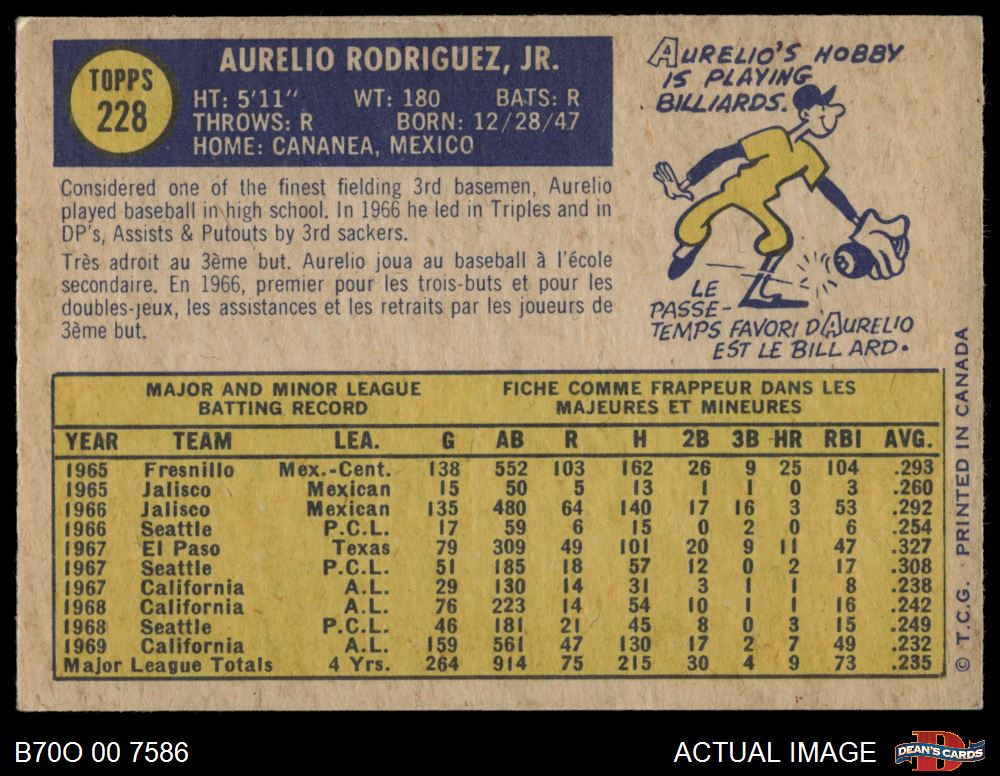 TOPPS
228
AURELIO RODRIGUEZ, JR.
HT: 5'11" WT: 180 BATS: R
THROWS: R BORN: 12/28/47
HOME: CANANEA, MEXICO
AURELIO'S HOBBY
IS PLAYING
BILLIARDS.
Considered one of the finest fielding 3rd basemen, Aurelio
played baseball in high school. In 1966 he led in Triples and in
DP's, Assists & Putouts by 3rd sackers.
Très adroit au 3ème but. Aurelio joua au baseball à l'école
secondaire. En 1966, premier pour les trois-buts et pour les
doubles-jeux, les assistances et les retraits par les joueurs de
3ème but.
8
LE
PASSE-
TEMPS FAVORI D'AURELIO
EST LE BILL ARD.
MAJOR AND MINOR LEAGUE
BATTING RECORD
FICHE COMME FRAPPEUR DANS LES
MAJEURES ET MINEURES
YEAR TEAM LEA. G AB R H 2B 3B HR RBI AVG.
1965 Fresnillo Mex.-Cent. 138 552 103 162 26 9 25 104 .293
1965 Jalisco Mexican 15 50 5 13 1 1 0 3 .260
1966 Jalisco Mexican 135 480 64 140 17 16 3 53 .292
1966 Seattle P.C.L. 17 59 6 15 0 2 0 6 .254
1967 El Paso Texas 79 309 49 101 20 9 11 47 .327
1967 Seattle P.C.L. 51 185 18 57 12 0 2 17 .308
1967 California A.L. 29 130 14 31 3 1 1 8 .238
1968 California A.L. 76 223 14 54 10 1 1 16 .242
1968 Seattle P.C.L. 46 181 21 45 8 0 3 15 .249
1969 California A.L. 159 561 47 130 17 2 7 49 .232
Major League Totals 4 Yrs. 264 914 75 215 30 4 9 73 .235
© T.C.G. · PRINTED IN CANADA
B70O 00 7586
ACTUAL IMAGE
DEAN'S CARDS